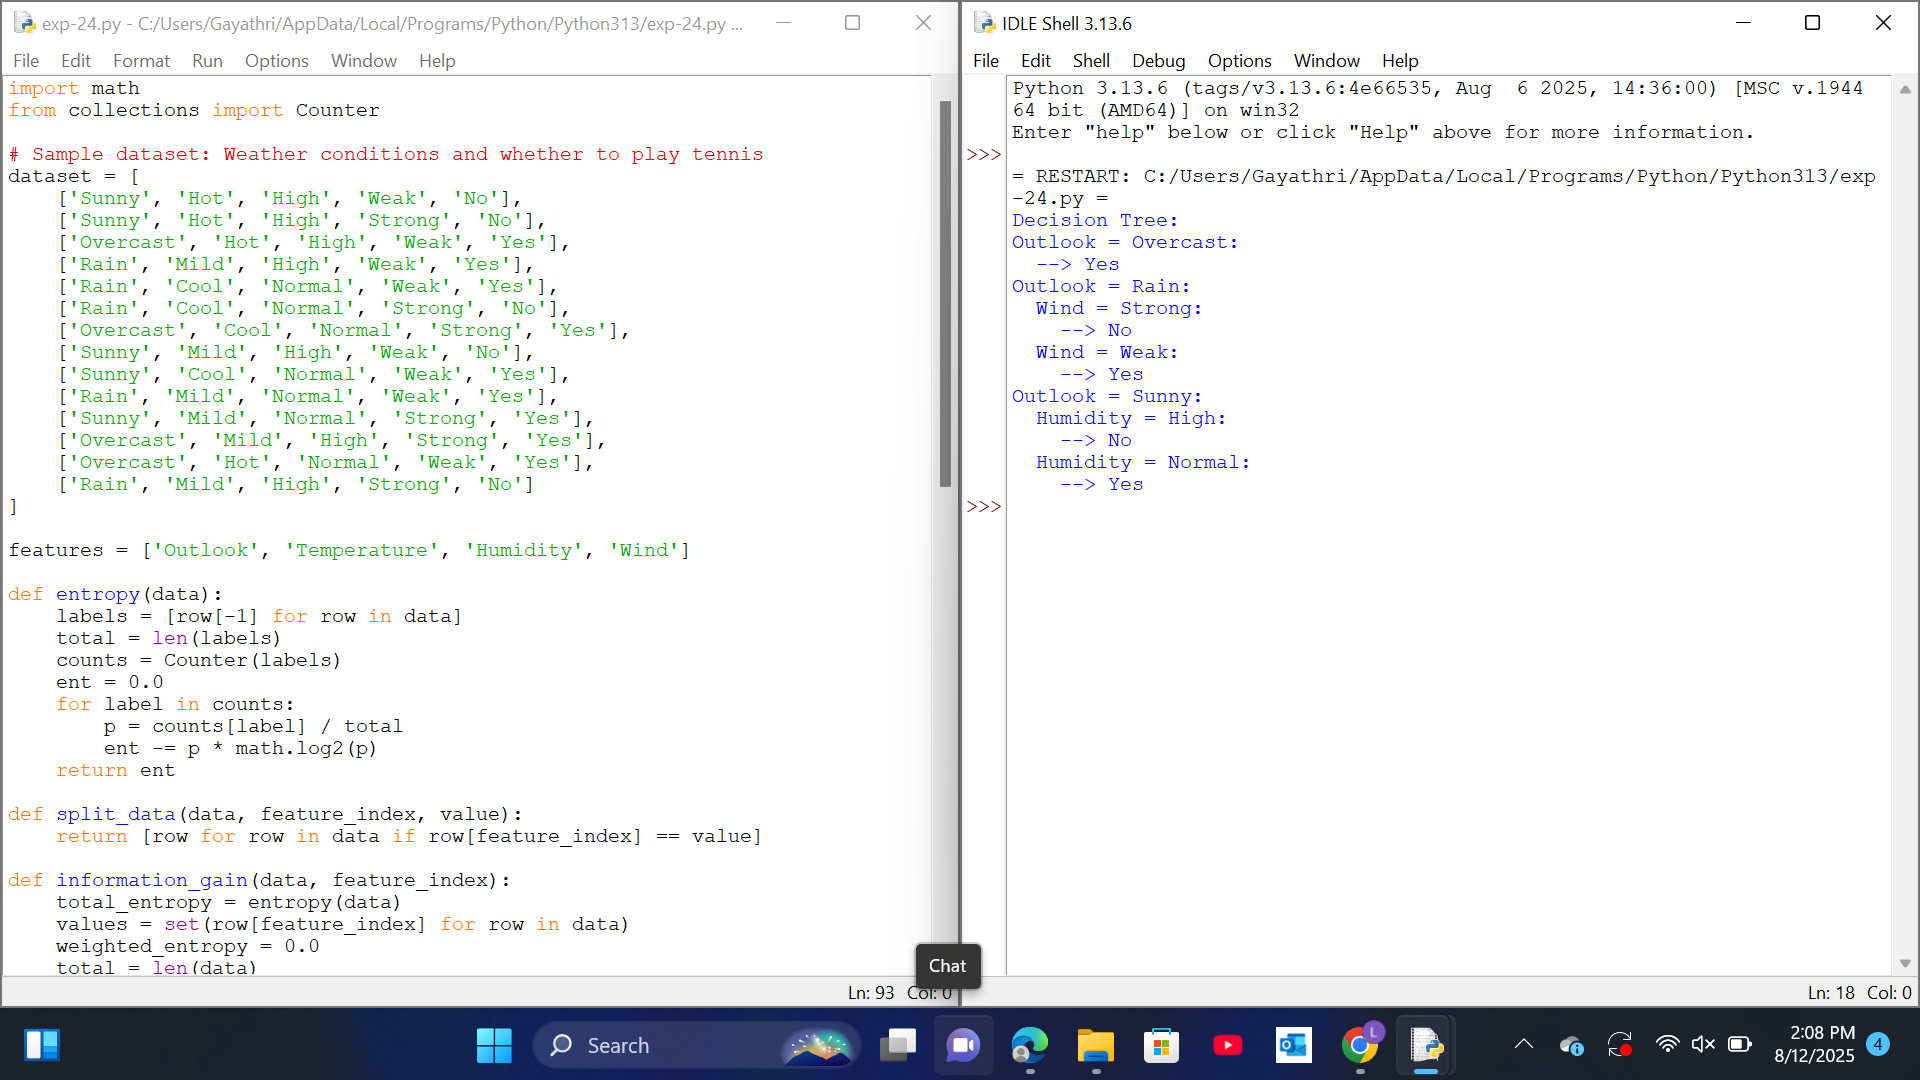 exp-24.py - C:/Users/Gayathri/AppData/Local/Programs/Python/Python313/exp-24.py ...
File Edit Format Run Options Window Help
import math
from collections import Counter

# Sample dataset: Weather conditions and whether to play tennis
dataset = [
    ['Sunny', 'Hot', 'High', 'Weak', 'No'],
    ['Sunny', 'Hot', 'High', 'Strong', 'No'],
    ['Overcast', 'Hot', 'High', 'Weak', 'Yes'],
    ['Rain', 'Mild', 'High', 'Weak', 'Yes'],
    ['Rain', 'Cool', 'Normal', 'Weak', 'Yes'],
    ['Rain', 'Cool', 'Normal', 'Strong', 'No'],
    ['Overcast', 'Cool', 'Normal', 'Strong', 'Yes'],
    ['Sunny', 'Mild', 'High', 'Weak', 'No'],
    ['Sunny', 'Cool', 'Normal', 'Weak', 'Yes'],
    ['Rain', 'Mild', 'Normal', 'Weak', 'Yes'],
    ['Sunny', 'Mild', 'Normal', 'Strong', 'Yes'],
    ['Overcast', 'Mild', 'High', 'Strong', 'Yes'],
    ['Overcast', 'Hot', 'Normal', 'Weak', 'Yes'],
    ['Rain', 'Mild', 'High', 'Strong', 'No']
]

features = ['Outlook', 'Temperature', 'Humidity', 'Wind']

def entropy(data):
    labels = [row[-1] for row in data]
    total = len(labels)
    counts = Counter(labels)
    ent = 0.0
    for label in counts:
        p = counts[label] / total
        ent -= p * math.log2(p)
    return ent

def split_data(data, feature_index, value):
    return [row for row in data if row[feature_index] == value]

def information_gain(data, feature_index):
    total_entropy = entropy(data)
    values = set(row[feature_index] for row in data)
    weighted_entropy = 0.0
    total = len(data)
Ln: 93 Col: 0
Chat
IDLE Shell 3.13.6
File Edit Shell Debug Options Window Help
Python 3.13.6 (tags/v3.13.6:4e66535, Aug  6 2025, 14:36:00) [MSC v.1944
64 bit (AMD64)] on win32
Enter "help" below or click "Help" above for more information.
>>>
= RESTART: C:/Users/Gayathri/AppData/Local/Programs/Python/Python313/exp
-24.py =
Decision Tree:
Outlook = Overcast:
  --> Yes
Outlook = Rain:
  Wind = Strong:
    --> No
  Wind = Weak:
    --> Yes
Outlook = Sunny:
  Humidity = High:
    --> No
  Humidity = Normal:
    --> Yes
>>>
Ln: 18 Col: 0
Search
L
2:08 PM
8/12/2025
4